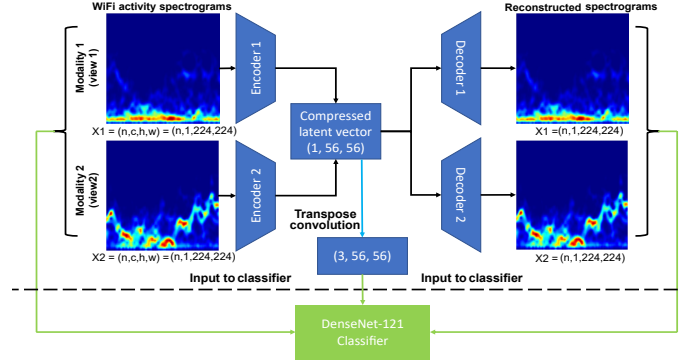 WiFi activity spectrograms
Reconstructed spectrograms
Modality 1
(view 1)
Encoder 1
Decoder 1
Compressed
latent vector
(1, 56, 56)
X1 = (n,c,h,w) = (n,1,224,224)
X1 = (n,1,224,224)
Modality 2
(view2)
Encoder 2
Decoder 2
Transpose
convolution
(3, 56, 56)
X2 = (n,c,h,w) = (n,1,224,224)
X2 = (n,1,224,224)
Input to classifier
Input to classifier
DenseNet-121
Classifier